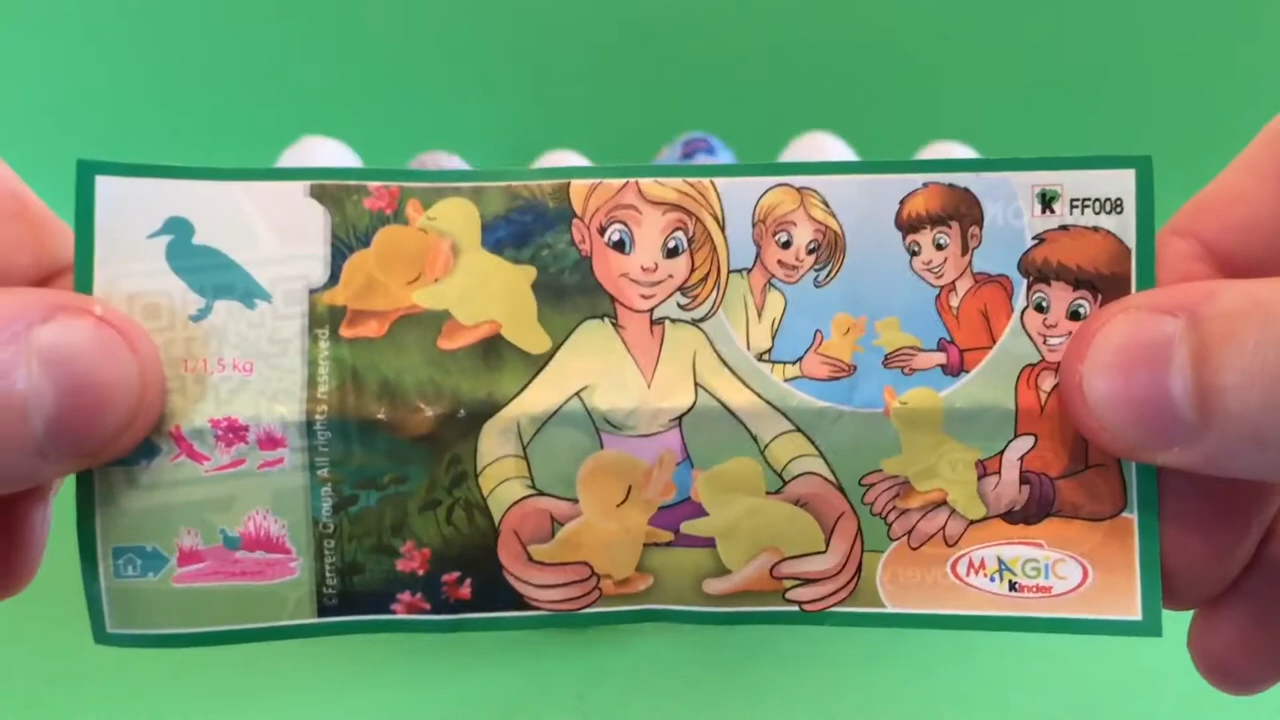 1/1,5 kg
©Ferrero Group. All rights reserved.
K FF008
MAGIC
Kinder